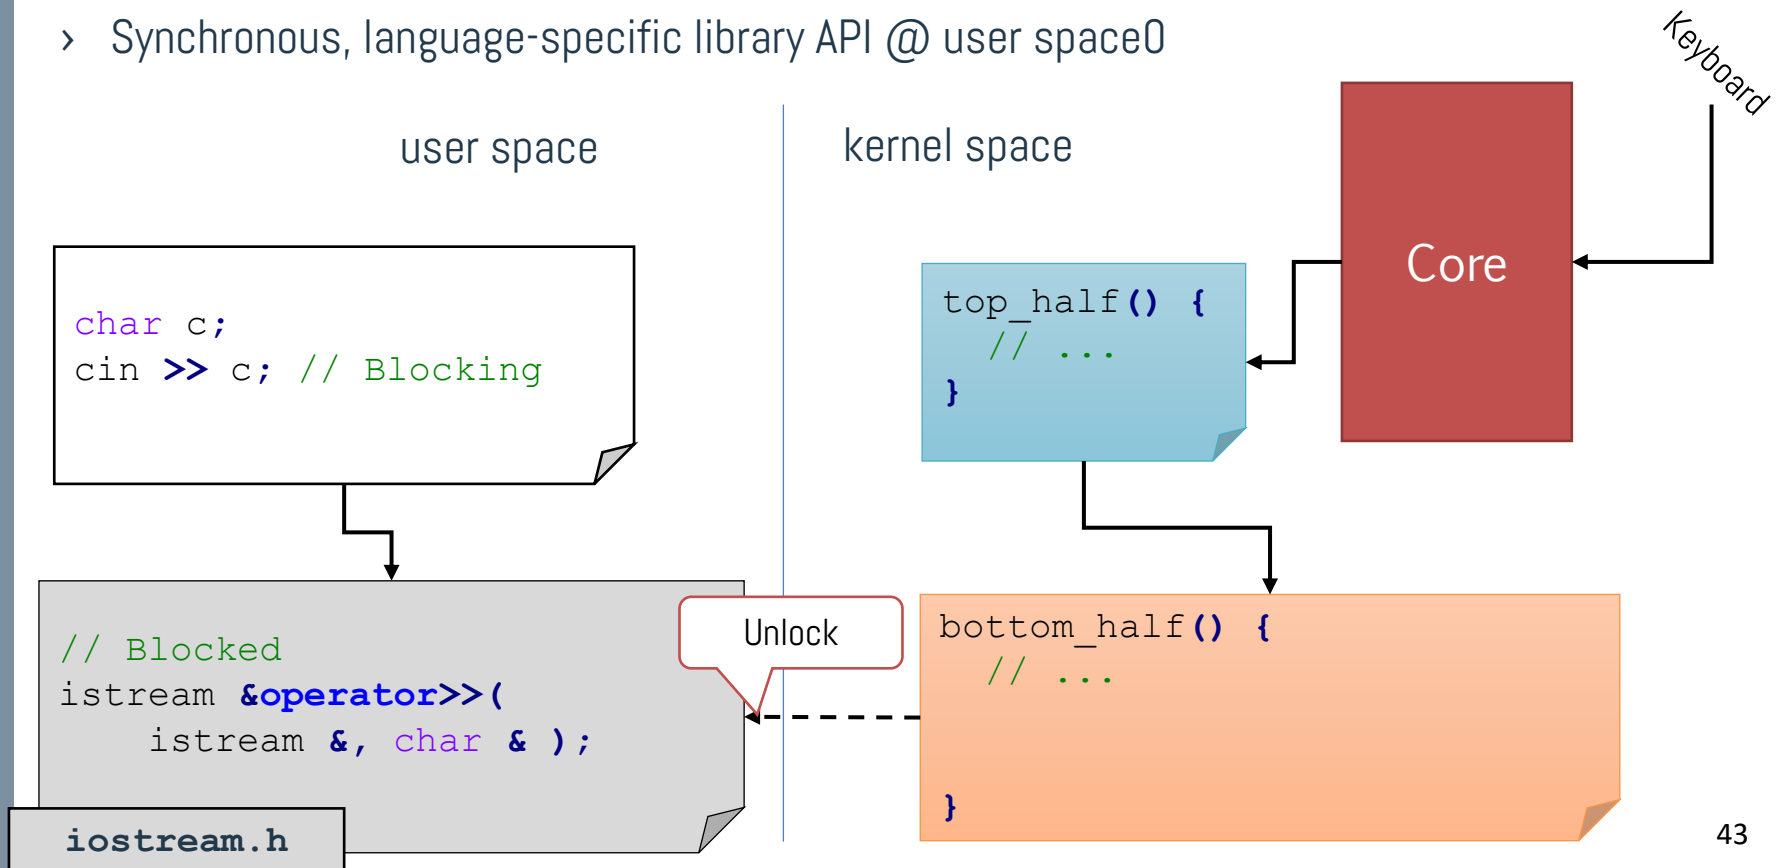 › Synchronous, language-specific library API @ user space0
Keyboard
user space
kernel space
Core
char c;
cin >> c; // Blocking
top_half() {
// ...
}
// Blocked
istream &operator>>(
istream &, char & );
Unlock
bottom_half() {
// ...
}
iostream.h
43